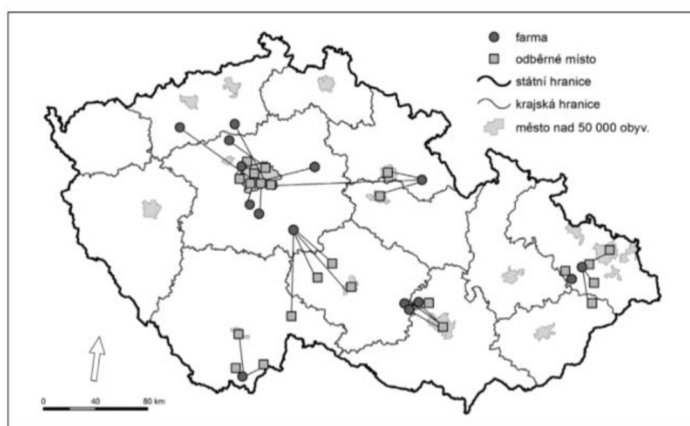 farma
odběrné místo
státní hranice
krajská hranice
město nad 50 000 obyv.
0 40 80 km